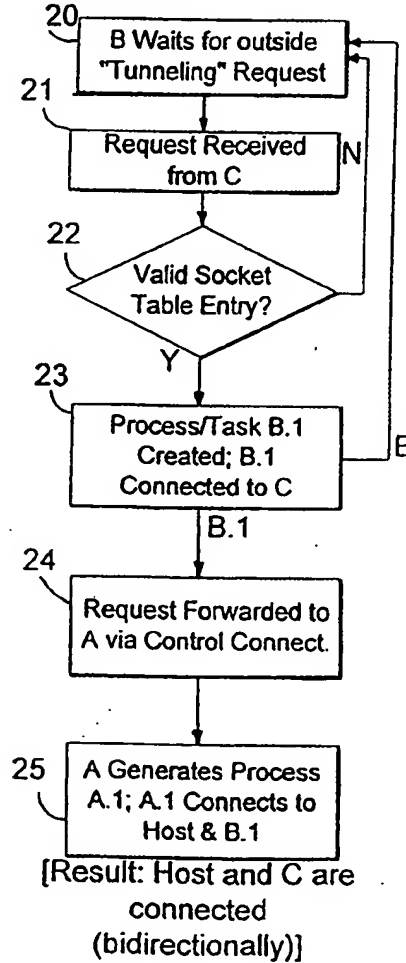 20
B Waits for outside
"Tunneling" Request
21
Request Received
from C
N
22
Valid Socket
Table Entry?
Y
23
Process/Task B.1
Created; B.1
Connected to C
B
B.1
24
Request Forwarded to
A via Control Connect.
25
A Generates Process
A.1; A.1 Connects to
Host & B.1
[Result: Host and C are
connected
(bidirectionally)]